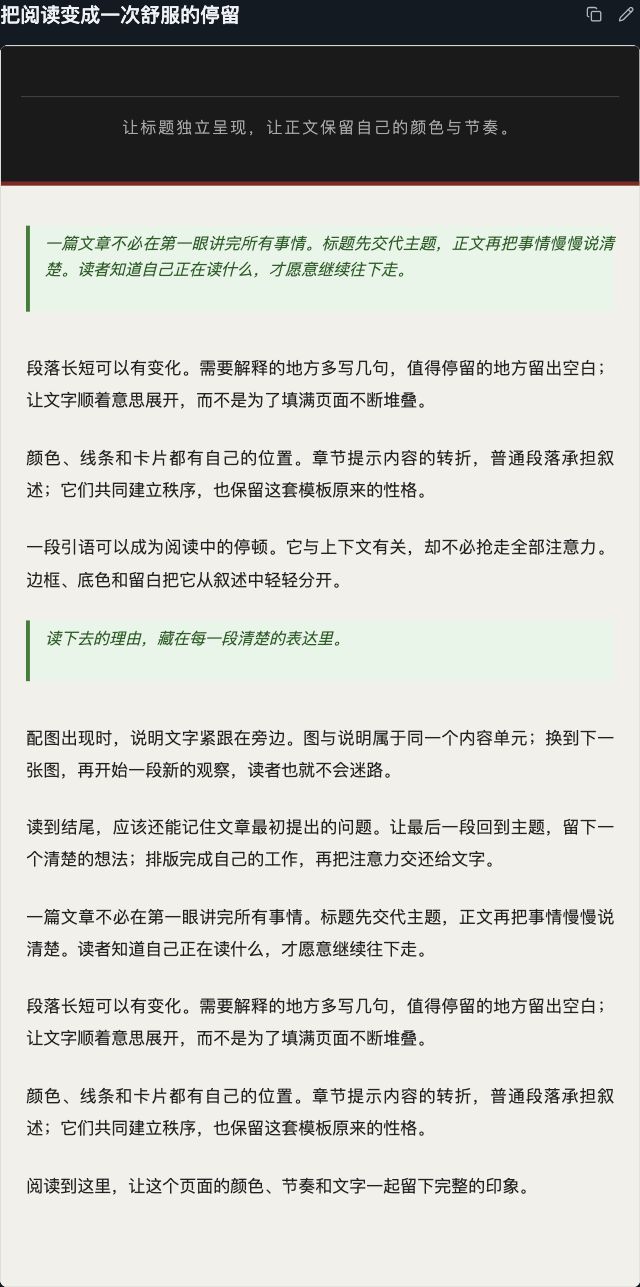 把阅读变成一次舒服的停留
让标题独立呈现，让正文保留自己的颜色与节奏。
一篇文章不必在第一眼讲完所有事情。标题先交代主题，正文再把事情慢慢说清
楚。读者知道自己正在读什么，才愿意继续往下走。
段落长短可以有变化。需要解释的地方多写几句，值得停留的地方留出空白；
让文字顺着意思展开，而不是为了填满页面不断堆叠。
颜色、线条和卡片都有自己的位置。章节提示内容的转折，普通段落承担叙
述；它们共同建立秩序，也保留这套模板原来的性格。
一段引语可以成为阅读中的停顿。它与上下文有关，却不必抢走全部注意力。
边框、底色和留白把它从叙述中轻轻分开。
读下去的理由，藏在每一段清楚的表达里。
配图出现时，说明文字紧跟在旁边。图与说明属于同一个内容单元；换到下一
张图，再开始一段新的观察，读者也就不会迷路。
读到结尾，应该还能记住文章最初提出的问题。让最后一段回到主题，留下一
个清楚的想法；排版完成自己的工作，再把注意力交还给文字。
一篇文章不必在第一眼讲完所有事情。标题先交代主题，正文再把事情慢慢说
清楚。读者知道自己正在读什么，才愿意继续往下走。
段落长短可以有变化。需要解释的地方多写几句，值得停留的地方留出空白；
让文字顺着意思展开，而不是为了填满页面不断堆叠。
颜色、线条和卡片都有自己的位置。章节提示内容的转折，普通段落承担叙
述；它们共同建立秩序，也保留这套模板原来的性格。
阅读到这里，让这个页面的颜色、节奏和文字一起留下完整的印象。